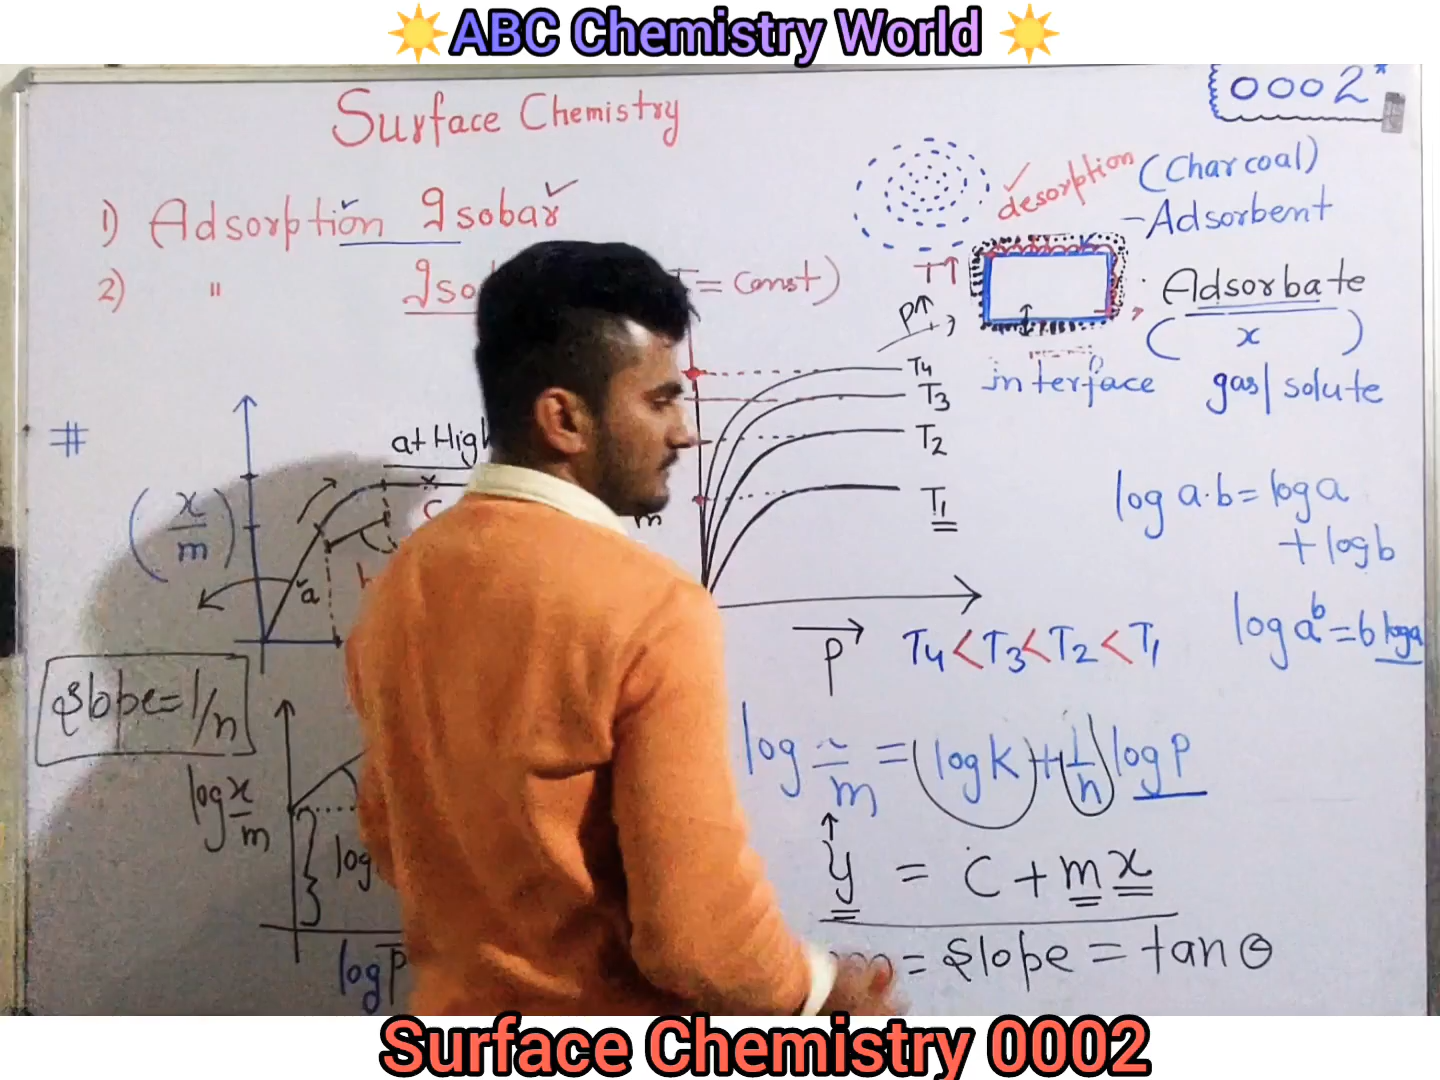 ☀️ABC Chemistry World ☀️
0002*
Surface Chemistry
1) Adsorption Isobar
2) " Iso = Const)
desorption
(Charcoal)
Adsorbent
T↑
P↑
Adsorbate
( x )
interface
gas/solute
#
at High
c
(x/m)
a
m
T4
T3
T2
T1
P
T4 < T3 < T2 < T1
log a·b = log a
+ log b
log a^b = b log a
Slope = 1/n
log x/m
log
log P
log /m = (log K) + (1/n) log P
y = C + m x
= Slope = tan θ
Surface Chemistry 0002